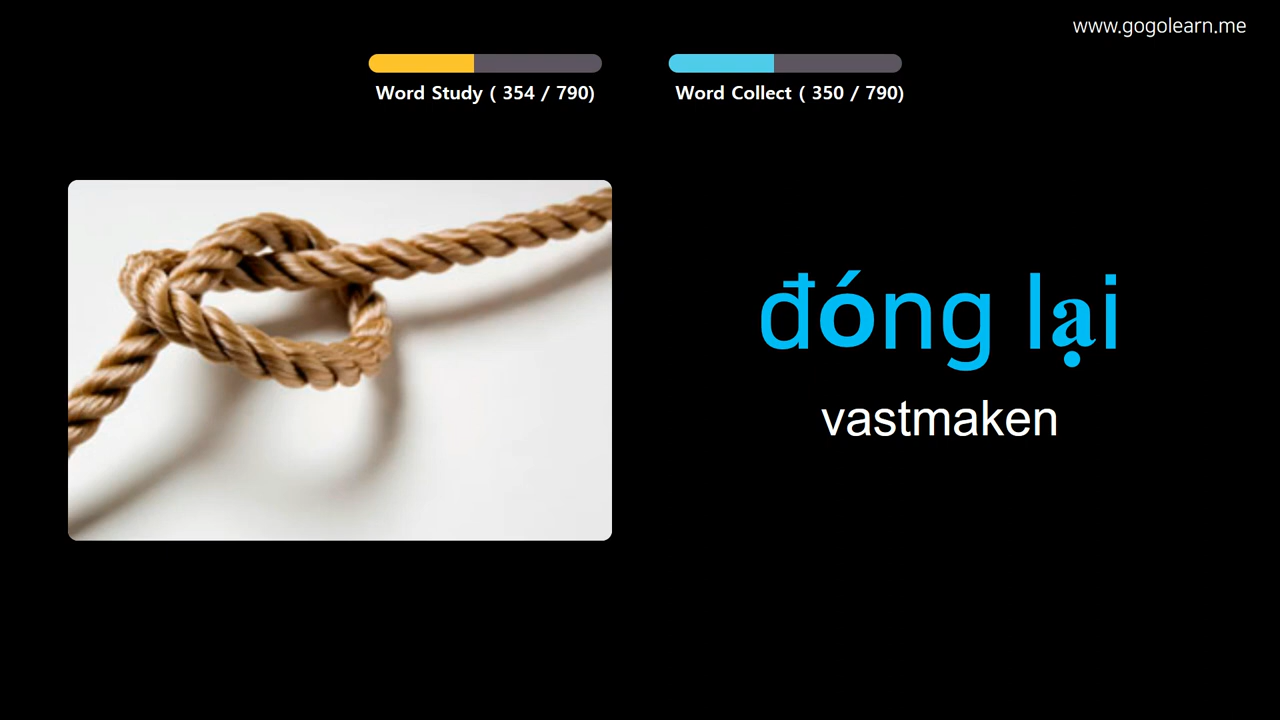 www.gogolearn.me
Word Study ( 354 / 790)
Word Collect ( 350 / 790)
đóng lại
vastmaken